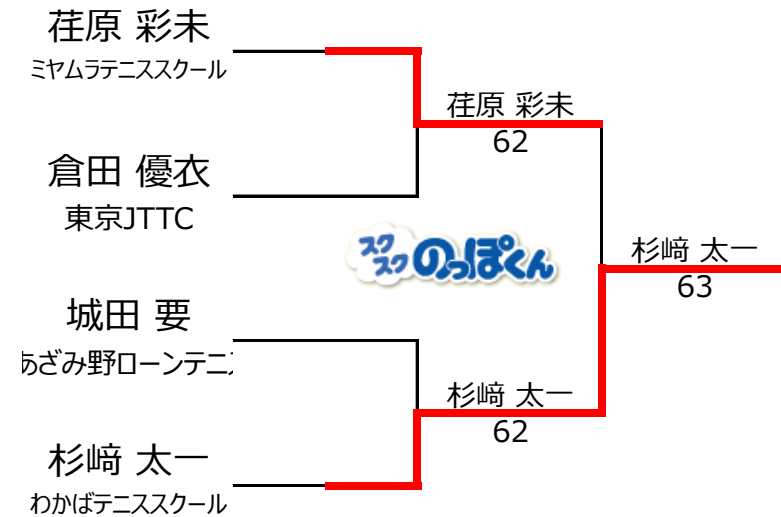 荏原 彩未
ミヤムラテニススクール
荏原 彩未
62
倉田 優衣
東京JTTC
スクスク のっぽくん
杉﨑 太一
63
城田 要
あざみ野ローンテニ
杉﨑 太一
62
杉﨑 太一
わかばテニススクール